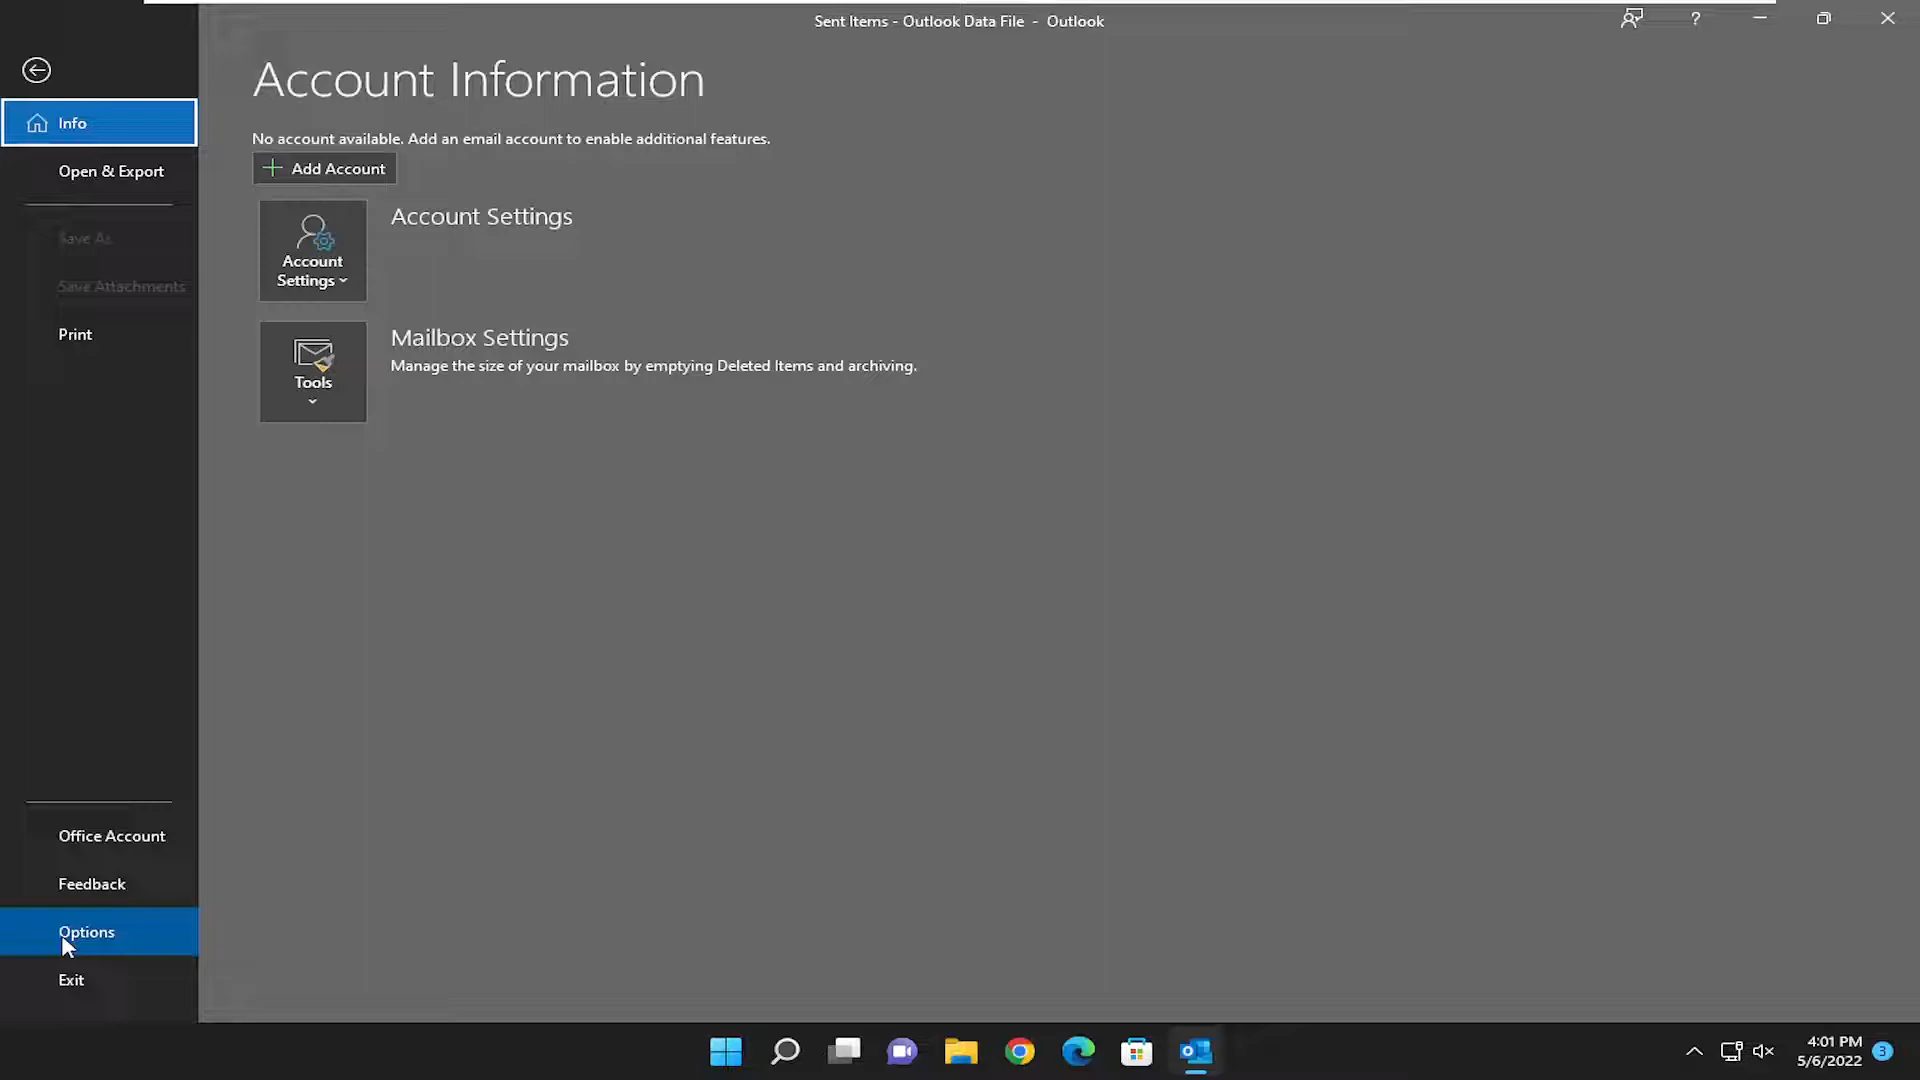 Sent Items - Outlook Data File - Outlook
?
Account Information
Info
No account available. Add an email account to enable additional features.
Open & Export
Add Account
Account Settings
Save As
Account
Settings
Save Attachments
Print
Mailbox Settings
Manage the size of your mailbox by emptying Deleted Items and archiving.
Tools
Office Account
Feedback
Options
Exit
4:01 PM
5/6/2022
3